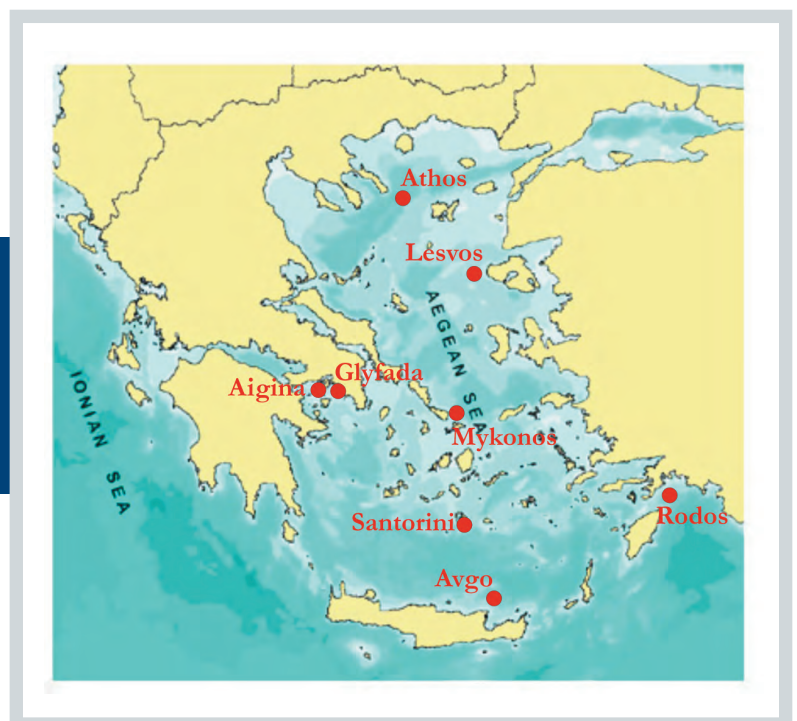 Athos
Lesvos
AEGEAN SEA
Glyfada
Aigina
IONIAN SEA
Mykonos
Santorini
Rodos
Avgo